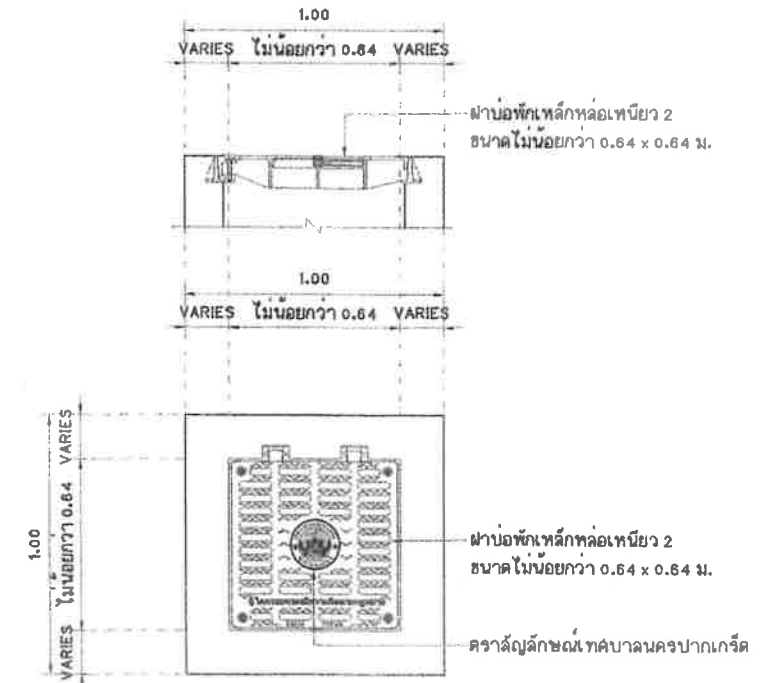 1.00
VARIES ไม่น้อยกว่า 0.64 VARIES
ฝาบ่อพักเหล็กหล่อเหนียว 2
ขนาดไม่น้อยกว่า 0.64 x 0.64 ม.
1.00
VARIES ไม่น้อยกว่า 0.64 VARIES
VARIES
ไม่น้อยกว่า 0.64
VARIES
1.00
ฝาบ่อพักเหล็กหล่อเหนียว 2
ขนาดไม่น้อยกว่า 0.64 x 0.64 ม.
ตราสัญลักษณ์เทศบาลนครปากเกร็ด